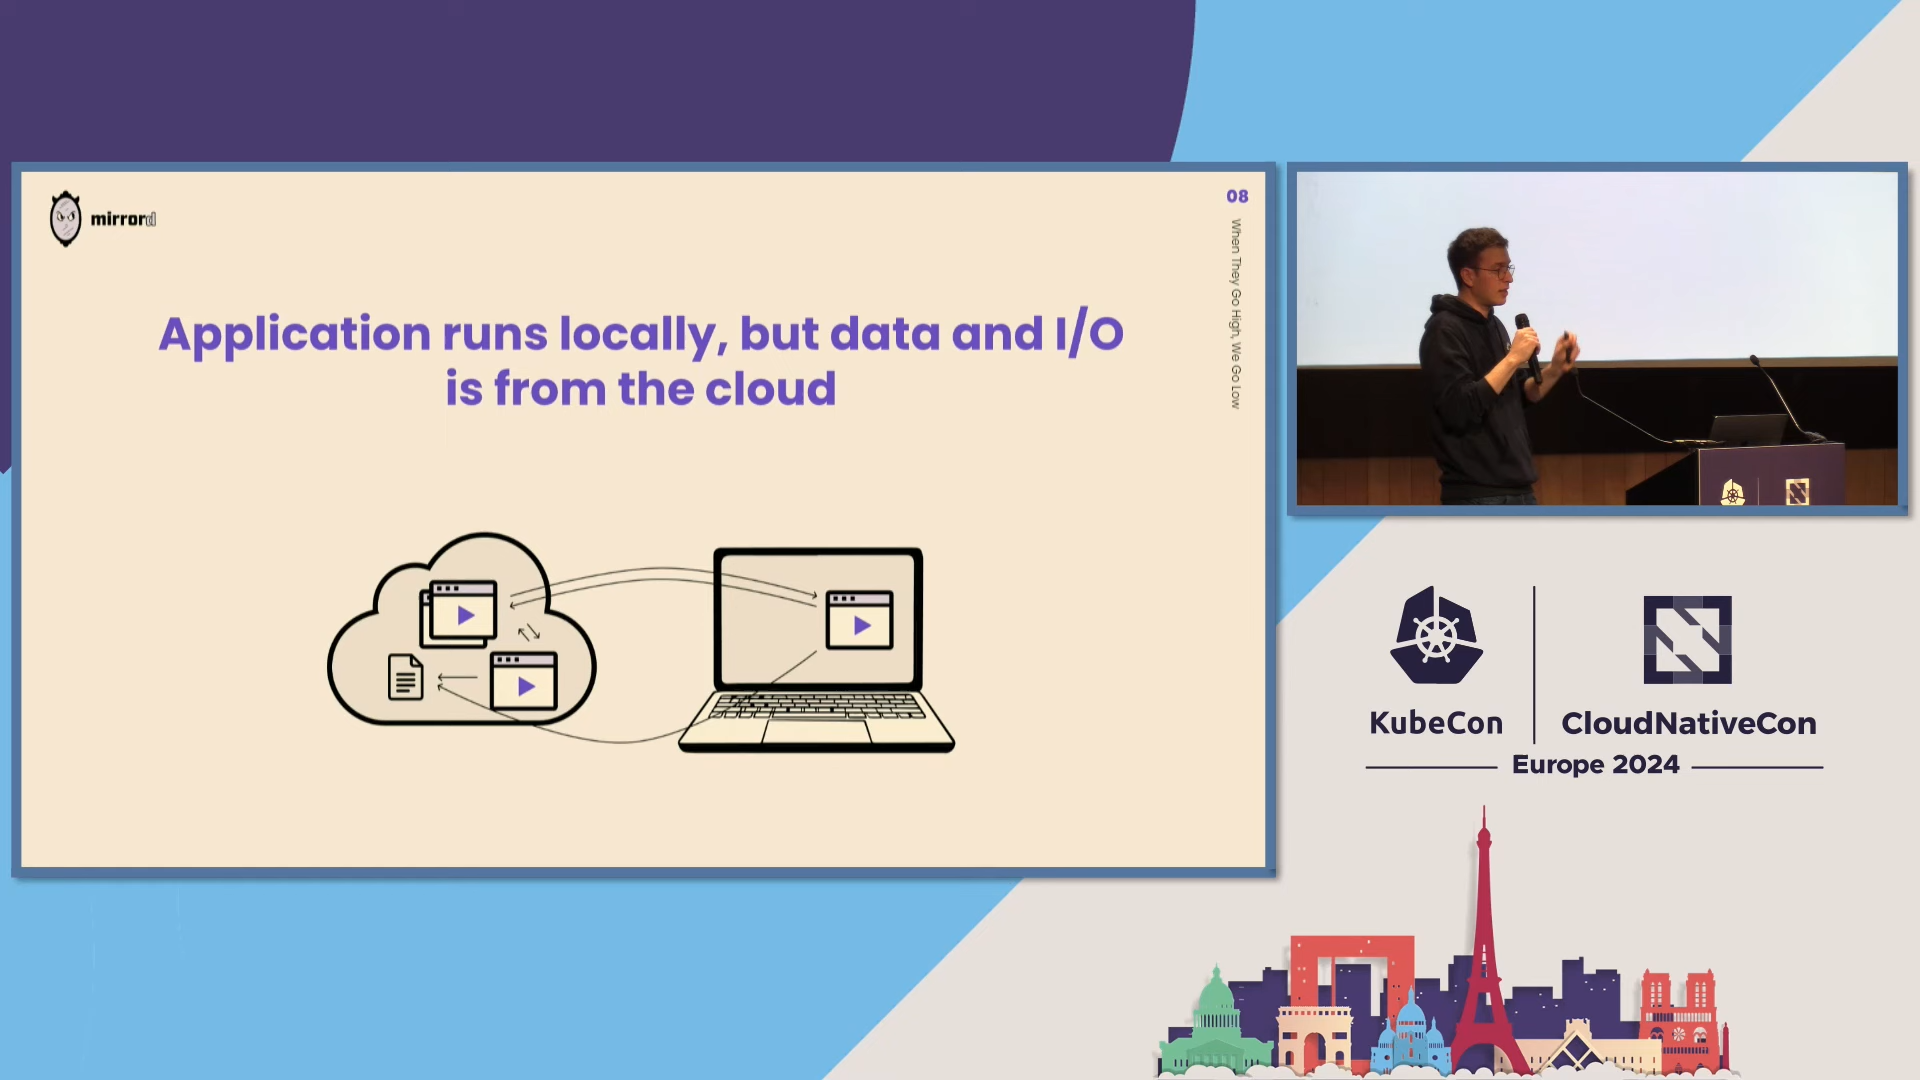 mirrord
08
When They Go High, We Go Low
Application runs locally, but data and I/O
is from the cloud
KubeCon
CloudNativeCon
Europe 2024